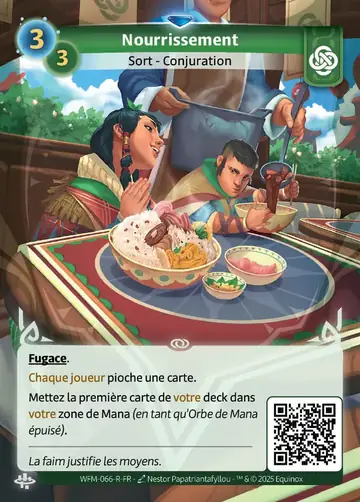 3
Nourrissement
3
Sort - Conjuration
Fugace.
Chaque joueur pioche une carte.
Mettez la première carte de votre deck dans
votre zone de Mana (en tant qu'Orbe de Mana
épuisé).
La faim justifie les moyens.
WFM-066-R-FR - Nestor Papatriantafyllou - ™ & © 2025 Equinox